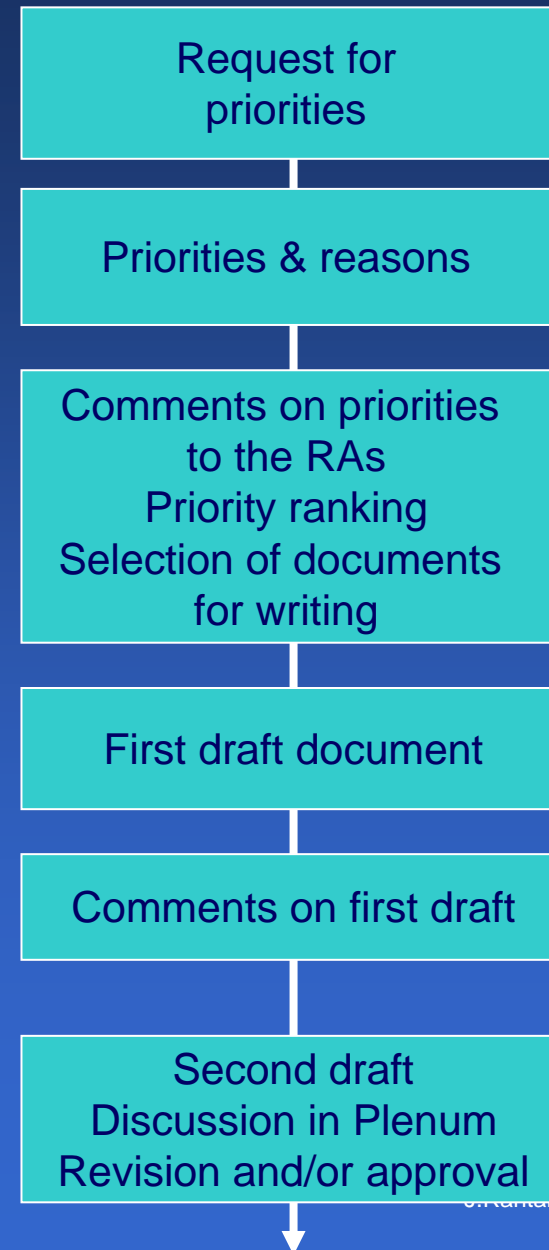 Request for
priorities
Priorities & reasons
Comments on priorities
to the RAs
Priority ranking
Selection of documents
for writing
First draft document
Comments on first draft
Second draft
Discussion in Plenum
Revision and/or approval